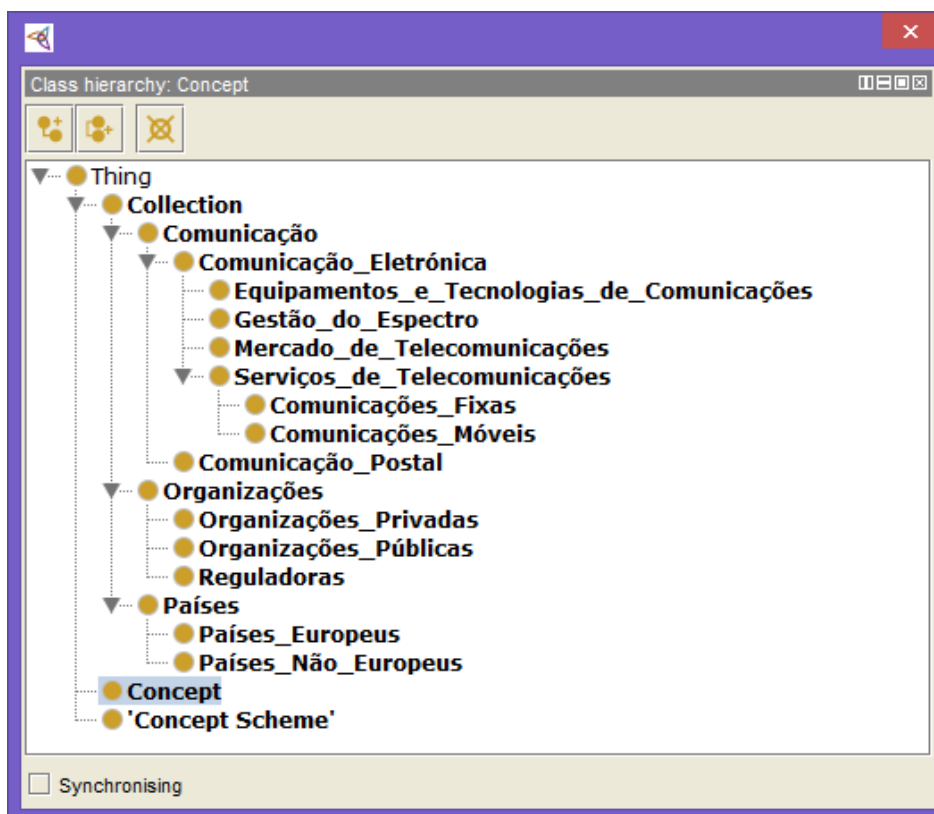 Class hierarchy: Concept
Thing
Collection
Comunicação
Comunicação_Eletrónica
Equipamentos_e_Tecnologias_de_Comunicações
Gestão_do_Espectro
Mercado_de_Telecomunicações
Serviços_de_Telecomunicações
Comunicações_Fixas
Comunicações_Móveis
Comunicação_Postal
Organizações
Organizações_Privadas
Organizações_Públicas
Reguladoras
Países
Países_Europeus
Países_Não_Europeus
Concept
'Concept Scheme'
Synchronising